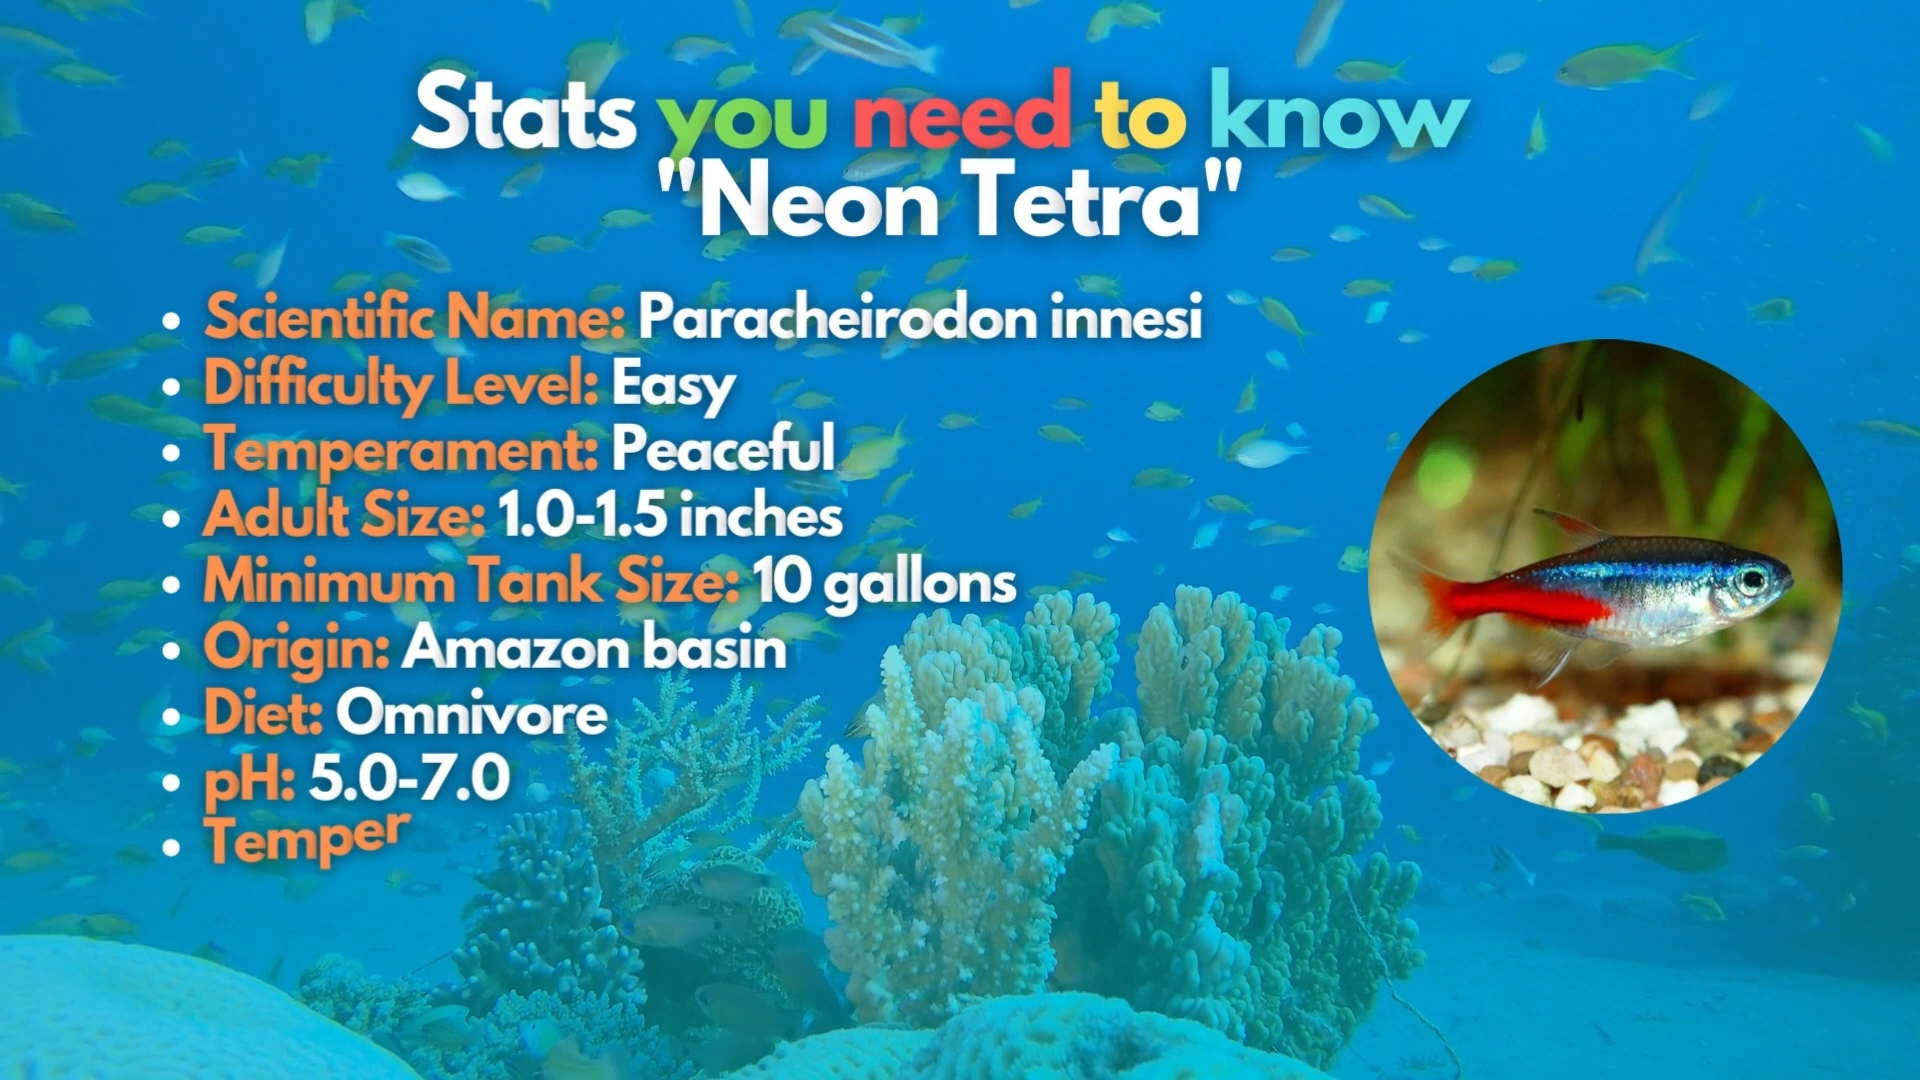 Stats you need to know
"Neon Tetra"
• Scientific Name: Paracheirodon innesi
• Difficulty Level: Easy
• Temperament: Peaceful
• Adult Size: 1.0-1.5 inches
• Minimum Tank Size: 10 gallons
• Origin: Amazon basin
• Diet: Omnivore
• pH: 5.0-7.0
• Temper